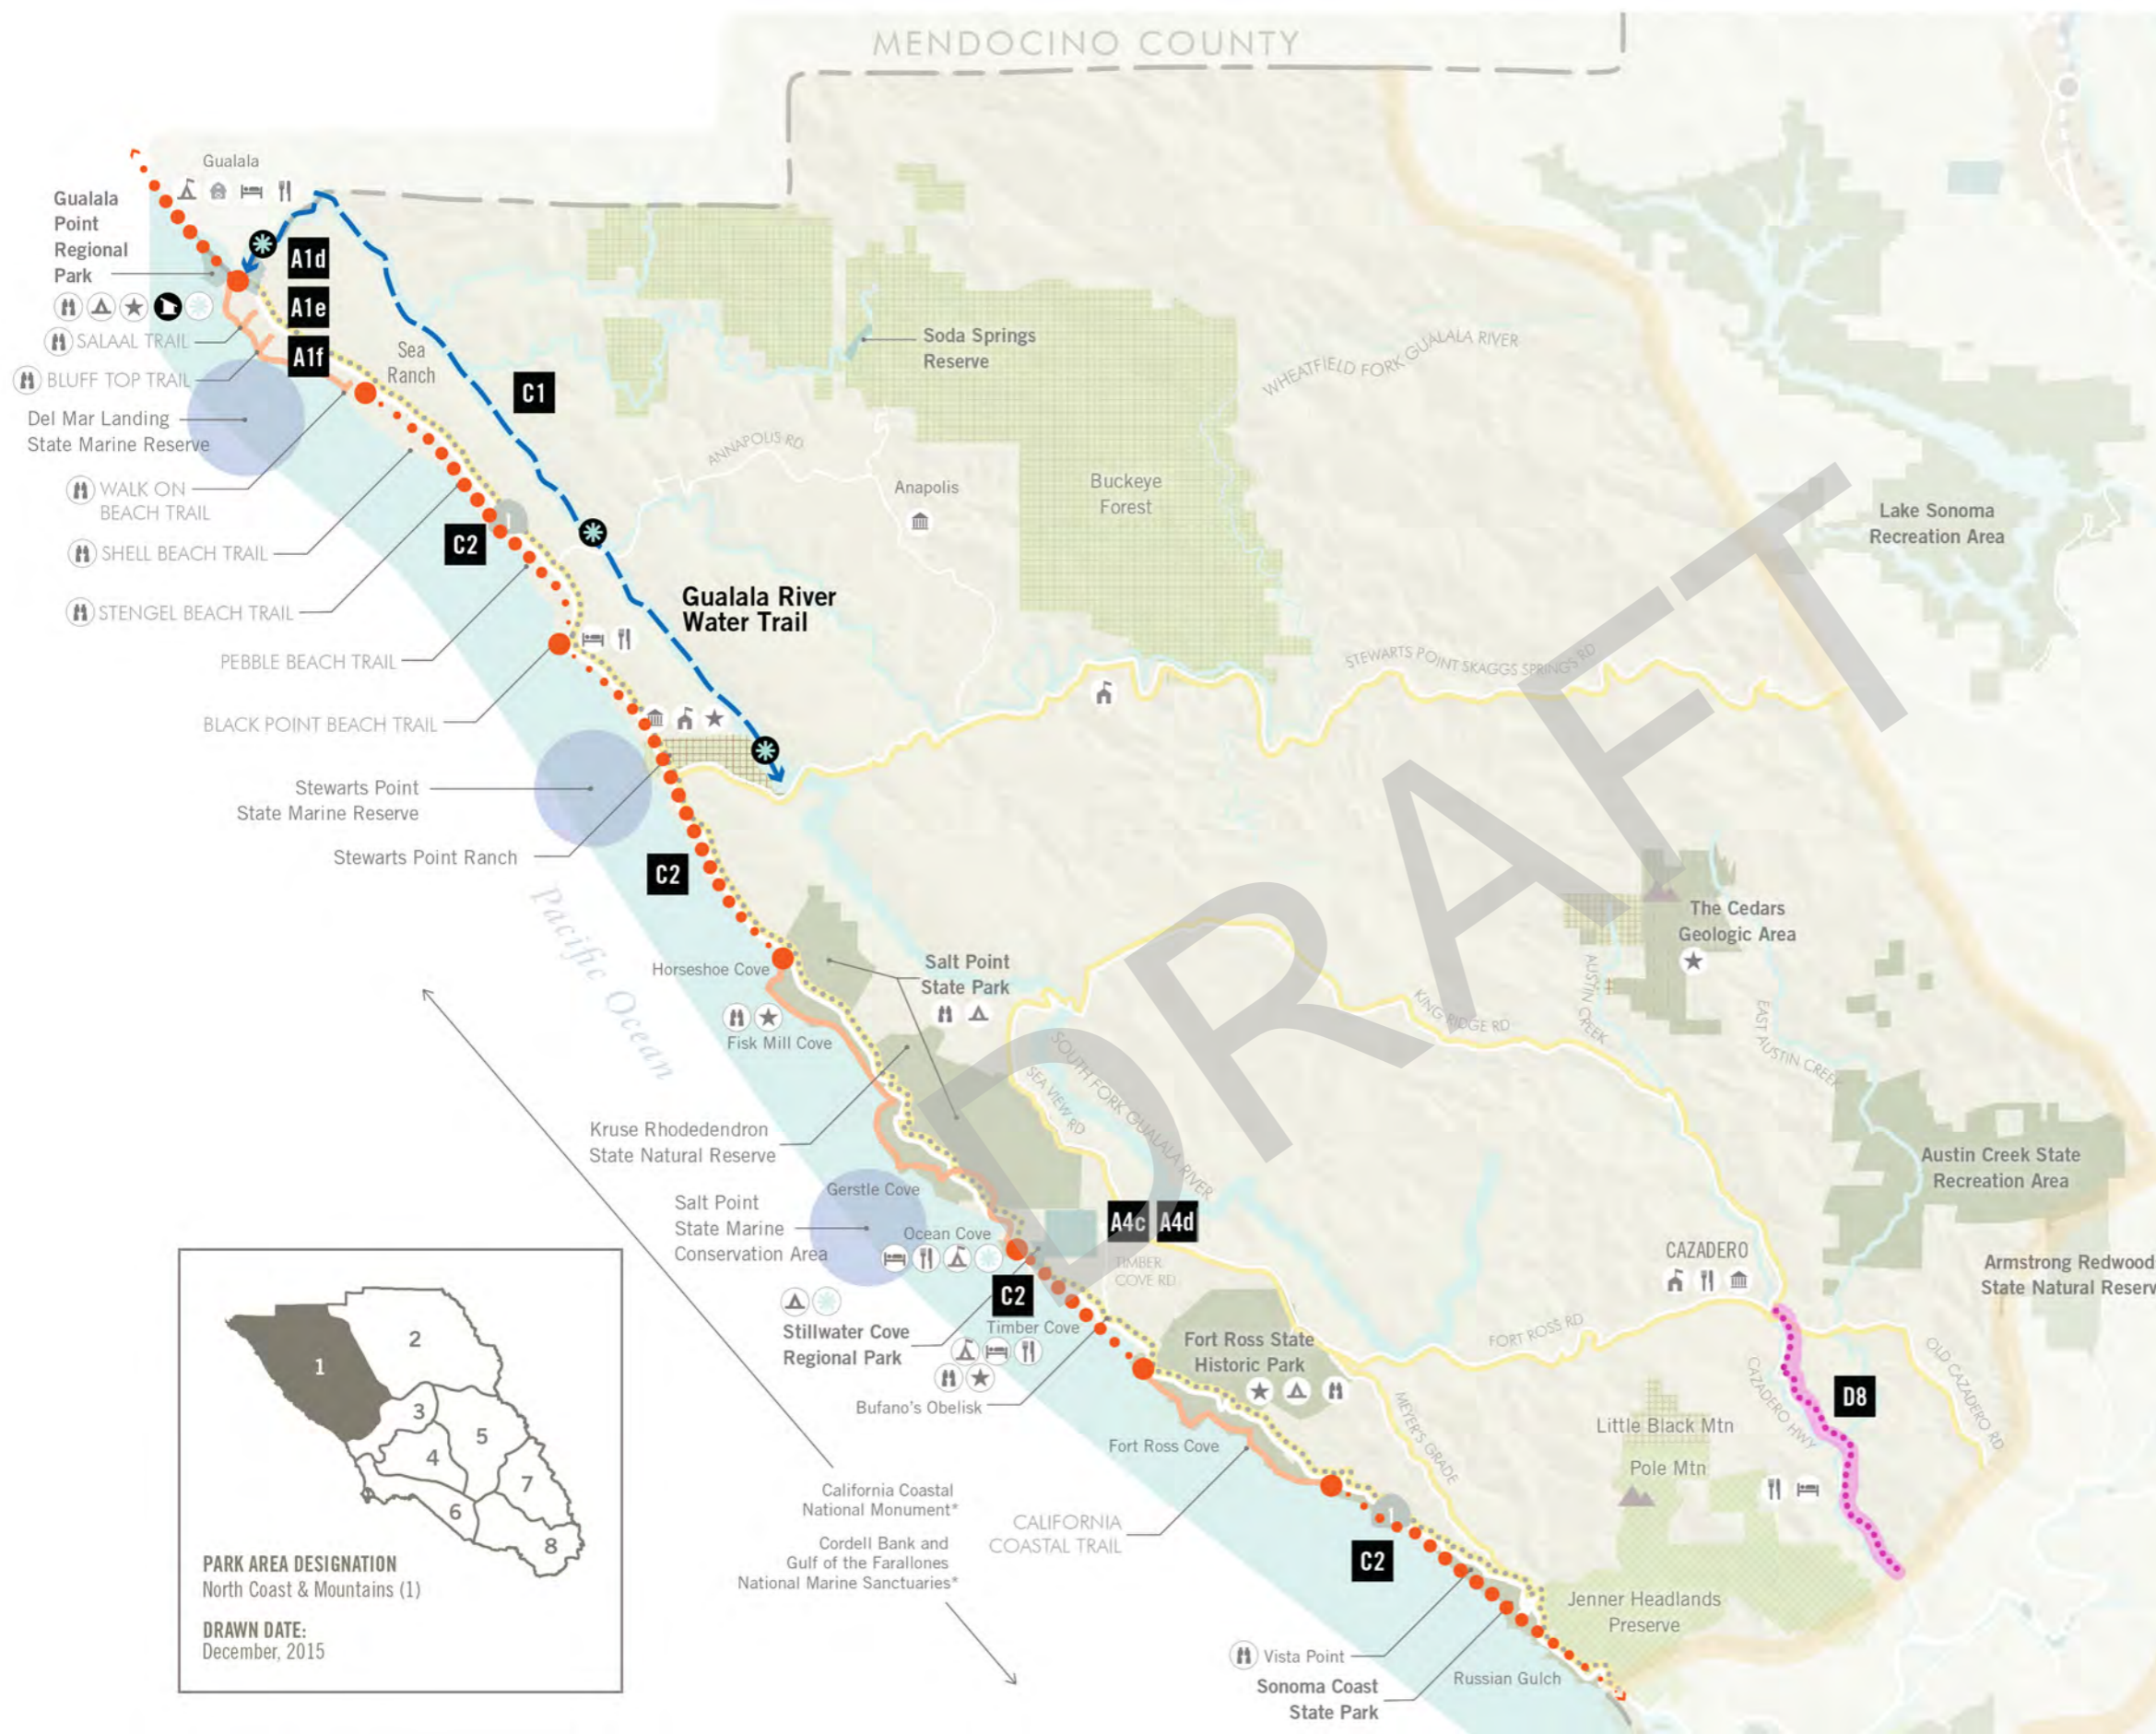 MENDOCINO COUNTY
Gualala
Gualala
Point
Regional
Park
A1d
A1e
A1f
SALAAL TRAIL
BLUFF TOP TRAIL
Sea
Ranch
C1
Del Mar Landing
State Marine Reserve
WALK ON
BEACH TRAIL
SHELL BEACH TRAIL
STENGEL BEACH TRAIL
PEBBLE BEACH TRAIL
BLACK POINT BEACH TRAIL
1
C2
Soda Springs
Reserve
WHEATFIELD FORK GUALALA RIVER
ANNAPOLIS RD
Anapolis
Buckeye
Forest
Lake Sonoma
Recreation Area
Gualala River
Water Trail
STEWARTS POINT SKAGGS SPRINGS RD
Stewarts Point
State Marine Reserve
Stewarts Point Ranch
C2
Pacific Ocean
DRAFT
The Cedars
Geologic Area
AUSTIN CREEK
EAST AUSTIN CREEK
KING RIDGE RD
Horseshoe Cove
Salt Point
State Park
Fisk Mill Cove
SOUTH FORK GUALALA RIVER
SEA VIEW RD
Kruse Rhodedendron
State Natural Reserve
Austin Creek State
Recreation Area
Gerstle Cove
Salt Point
State Marine
Conservation Area
Ocean Cove
A4c
A4d
TIMBER
COVE RD
CAZADERO
Armstrong Redwood
State Natural Reserv
C2
Stillwater Cove
Regional Park
Timber Cove
Fort Ross State
Historic Park
FORT ROSS RD
OLD CAZADERO RD
CAZADERO HWY
D8
Bufano's Obelisk
MEYER'S GRADE
Little Black Mtn
Pole Mtn
Fort Ross Cove
California Coastal
National Monument*
CALIFORNIA
COASTAL TRAIL
1
Cordell Bank and
Gulf of the Farallones
National Marine Sanctuaries*
C2
Jenner Headlands
Preserve
Vista Point
Sonoma Coast
State Park
Russian Gulch
1
2
3
4
5
6
7
8
PARK AREA DESIGNATION
North Coast & Mountains (1)
DRAWN DATE:
December, 2015